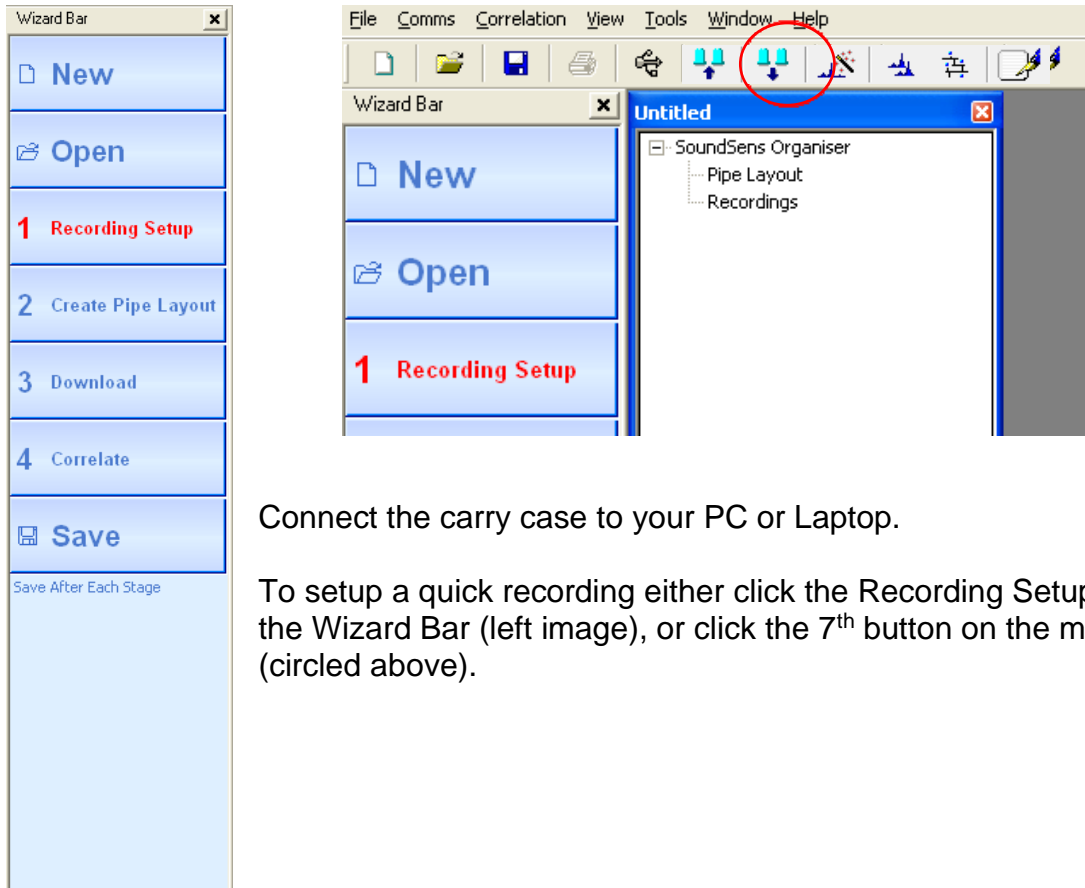 Wizard Bar
New
Open
1 Recording Setup
2 Create Pipe Layout
3 Download
4 Correlate
Save
Save After Each Stage
File Comms Correlation View Tools Window Help
Wizard Bar
New
Open
1 Recording Setup
Untitled
SoundSens Organiser
Pipe Layout
Recordings
Connect the carry case to your PC or Laptop.
To setup a quick recording either click the Recording Setup
the Wizard Bar (left image), or click the 7th button on the m
(circled above).